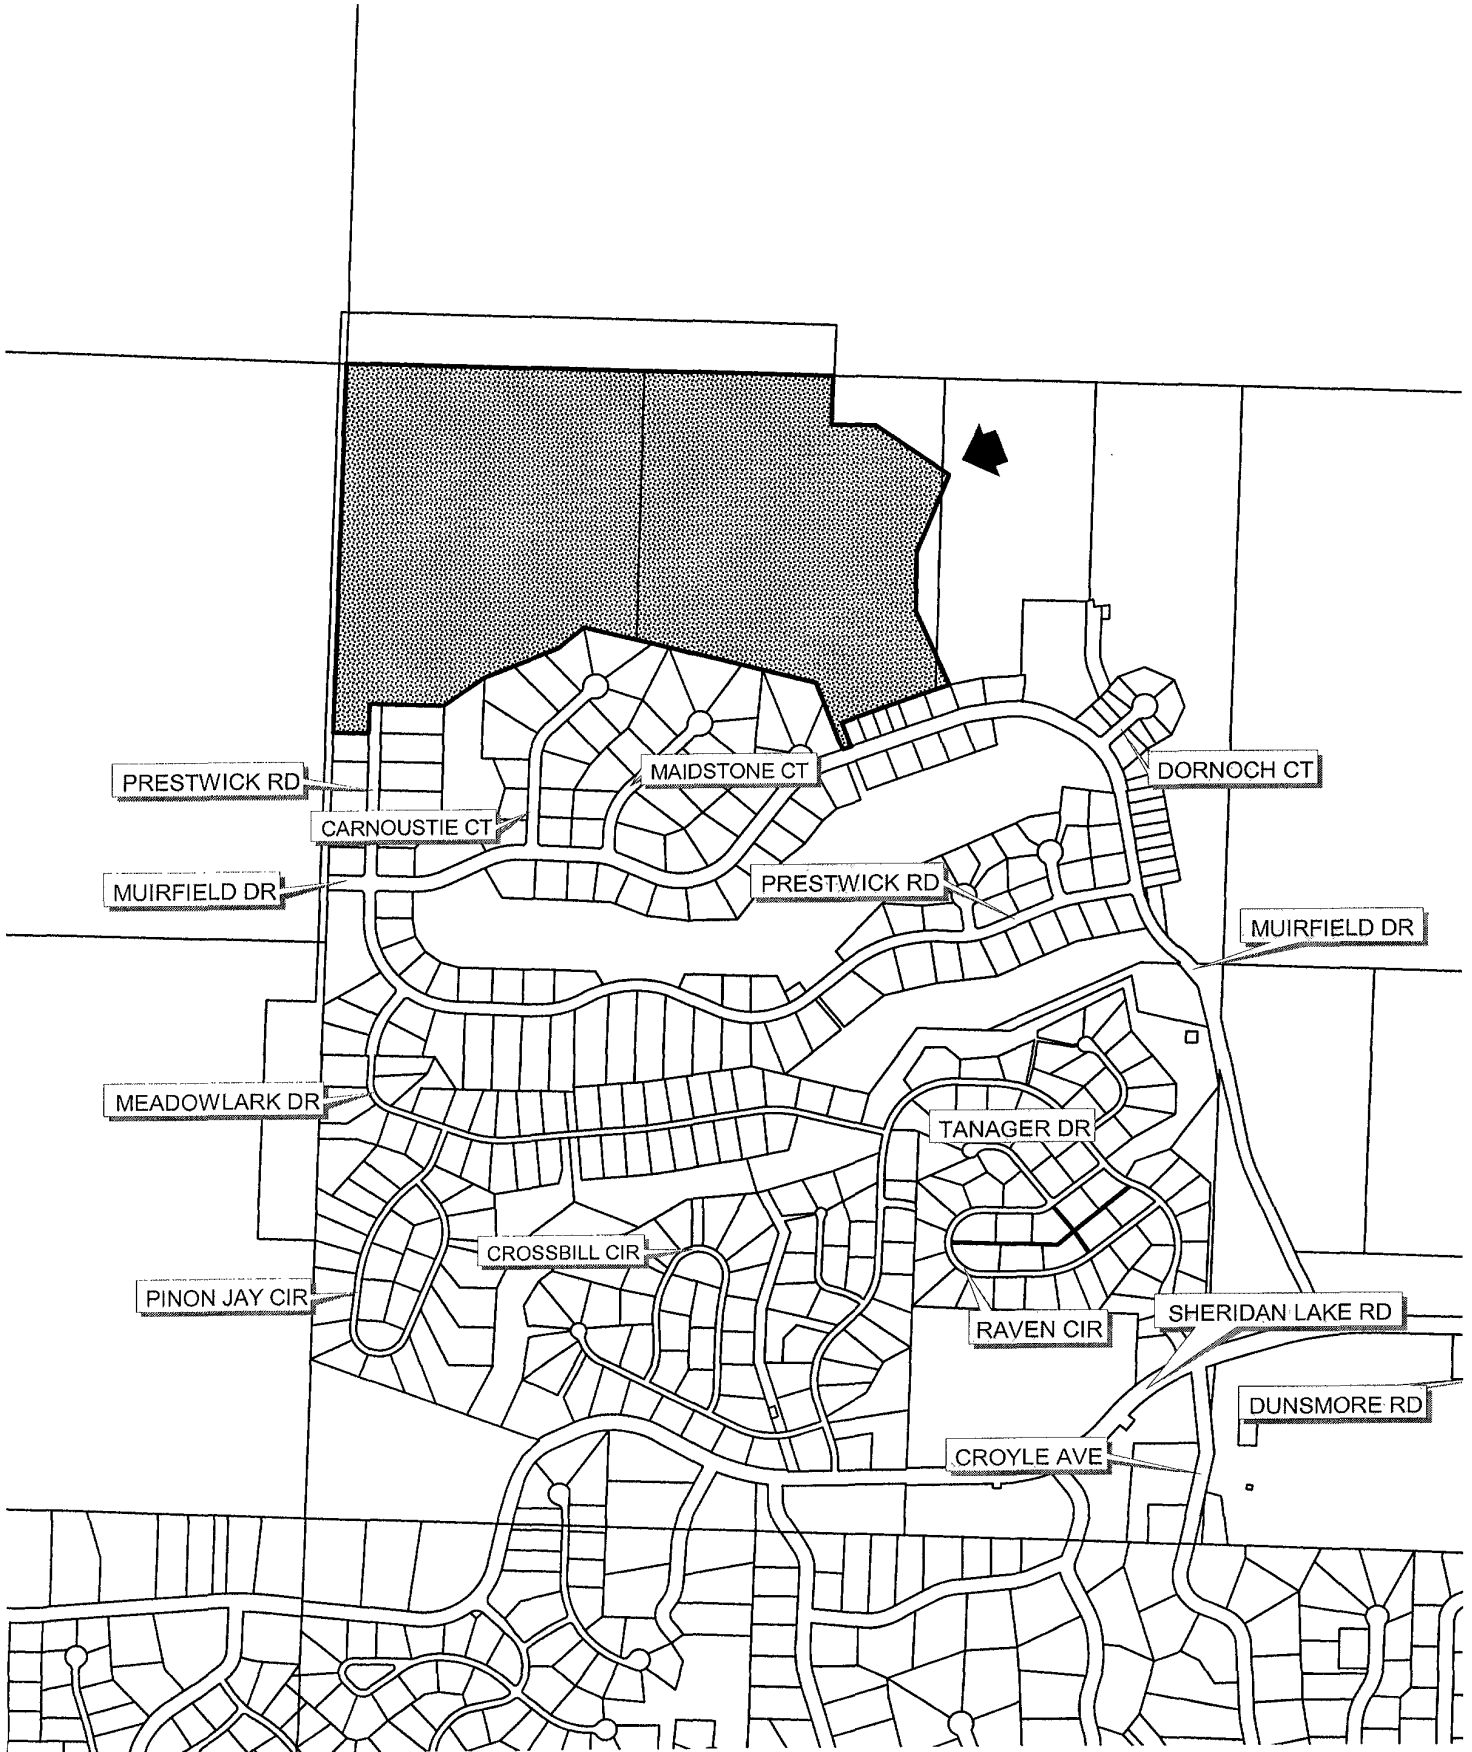 MAIDSTONE CT
DORNOCH CT
PRESTWICK RD
CARNOUSTIE CT
PRESTWICK RD
MUIRFIELD DR
MUIRFIELD DR
MEADOWLARK DR
TANAGER DR
CROSSBILL CIR
PINON JAY CIR
SHERIDAN LAKE RD
RAVEN CIR
DUNSMORE RD
CROYLE AVE